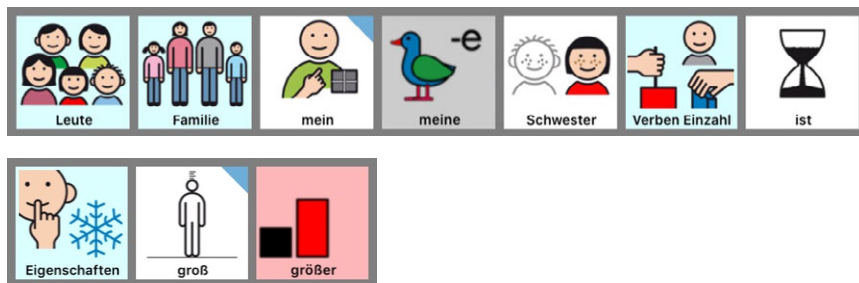 -e
Leute Familie mein meine Schwester Verben Einzahl ist
Eigenschaften groß größer